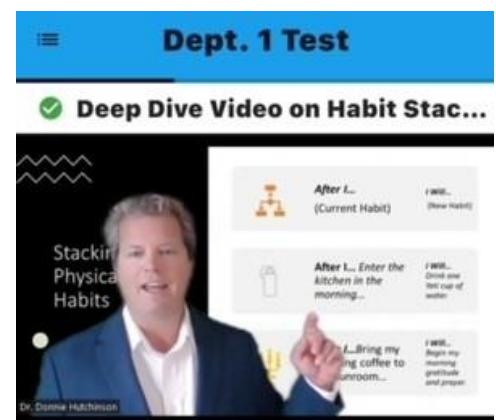 Dept. 1 Test
Deep Dive Video on Habit Stac...
Stackin
Physica
Habits
After I...
(Current Habit)
I will...
(New Habit)
After I... Enter the
kitchen in the
morning...
I will...
Drink one
Yeti cup of
water.
I...Bring my
ng coffee to
unroom...
I will...
Begin my
morning
gratitude
and prayer.
Dr. Donnie Hutchinson